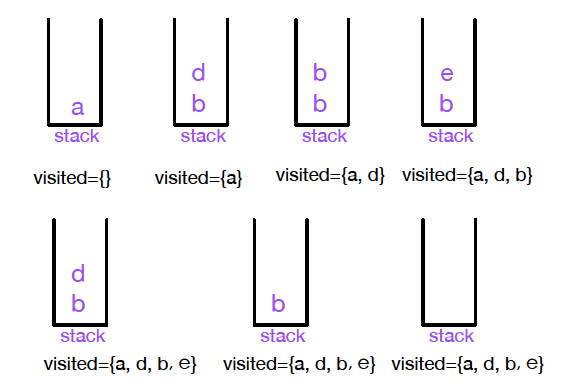 a
stack
visited={}
d
b
stack
visited={a}
b
b
stack
visited={a, d}
e
b
stack
visited={a, d, b}
d
b
stack
visited={a, d, b, e}
b
stack
visited={a, d, b, e}
stack
visited={a, d, b, e}